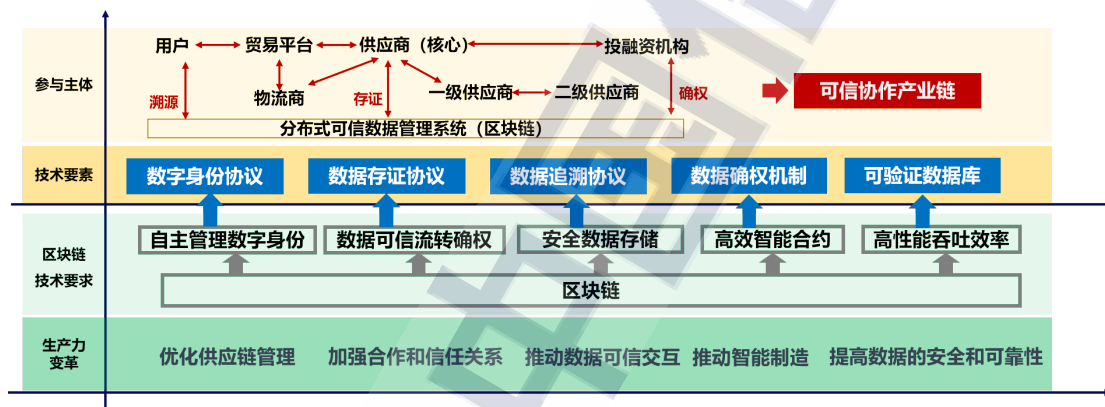 用户
贸易平台
供应商（核心）
投融资机构
参与主体
物流商
一级供应商
二级供应商
溯源
存证
确权
可信协作产业链
分布式可信数据管理系统（区块链）
技术要素
数字身份协议
数据存证协议
数据追溯协议
数据确权机制
可验证数据库
区块链
技术要求
自主管理数字身份
数据可信流转确权
安全数据存储
高效智能合约
高性能吞吐效率
区块链
生产力
变革
优化供应链管理
加强合作和信任关系
推动数据可信交互
推动智能制造
提高数据的安全和可靠性